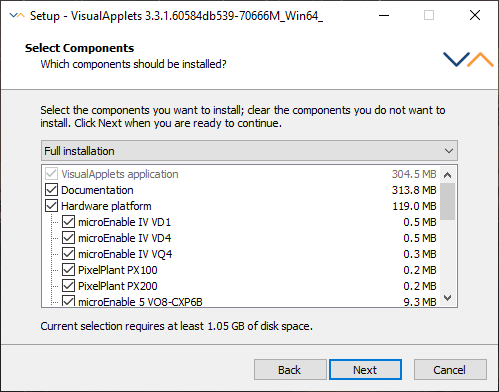 Setup - VisualApplets 3.3.1.60584db539-70666M_Win64_
Select Components
Which components should be installed?
Select the components you want to install; clear the components you do not want to
install. Click Next when you are ready to continue.
Full installation
VisualApplets application 304.5 MB
Documentation 313.8 MB
Hardware platform 119.0 MB
microEnable IV VD1 0.5 MB
microEnable IV VD4 0.5 MB
microEnable IV VQ4 0.3 MB
PixelPlant PX100 0.2 MB
PixelPlant PX200 0.2 MB
microEnable 5 VO8-CXP6B 9.3 MB
Current selection requires at least 1.05 GB of disk space.
Back Next Cancel